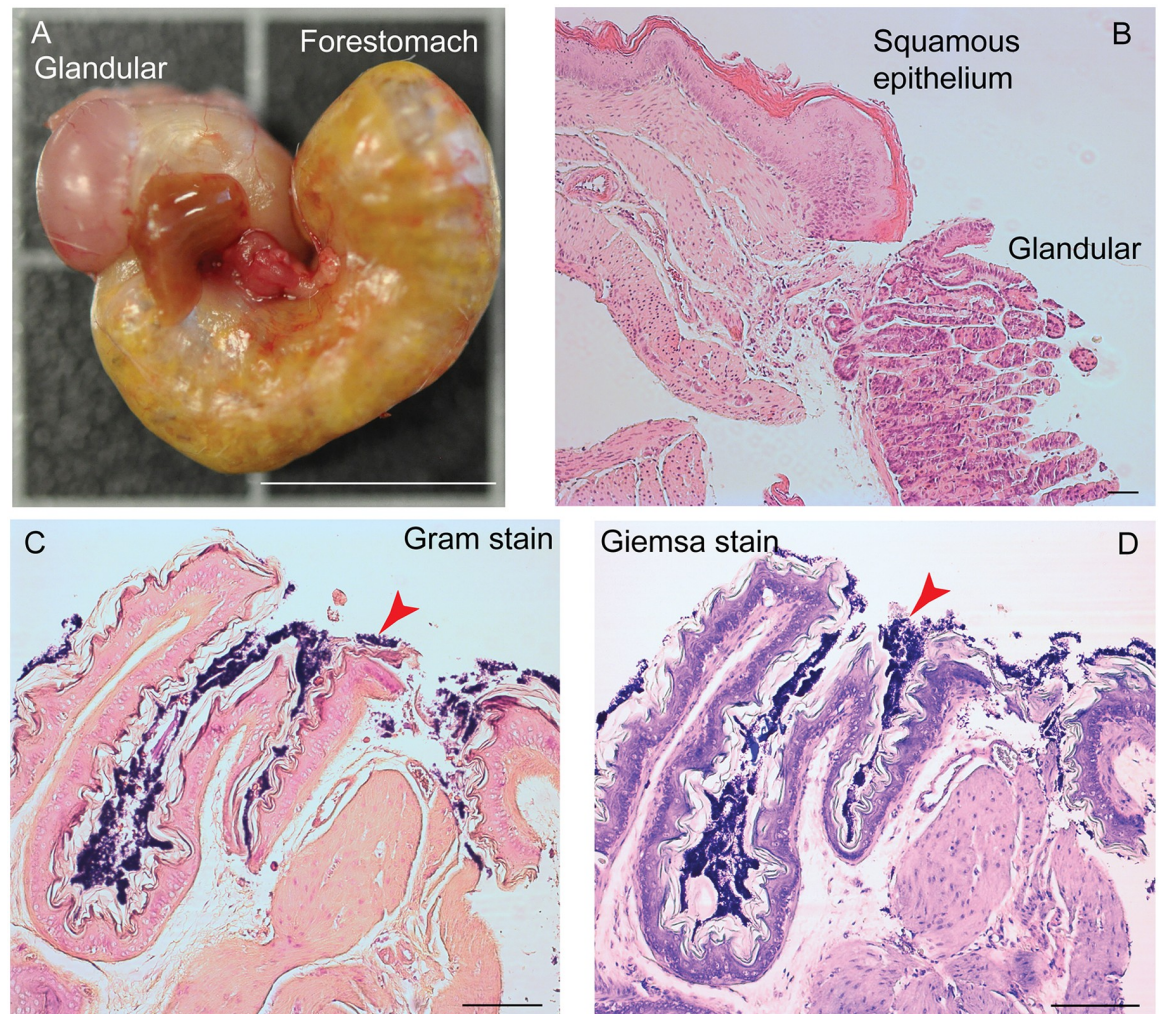 A
Glandular
Forestomach
B
Squamous
epithelium
Glandular
C
Gram stain
Giemsa stain
D